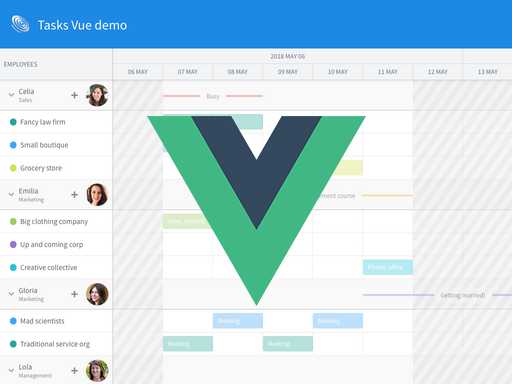 Tasks Vue demo
2018 MAY 06
EMPLOYEES
06 MAY 07 MAY 08 MAY 09 MAY 10 MAY 11 MAY 12 MAY 13 MAY
Celia
Sales
Busy
Fancy law firm
Small boutique
Grocery store
Emilia
Marketing
course
Big clothing company
Up and coming corp
Creative collective
Phone, office
Gloria
Marketing
Getting married!
Mad scientists
Meeting
Meeting
Traditional service org
Meeting
Meeting
Lola
Management